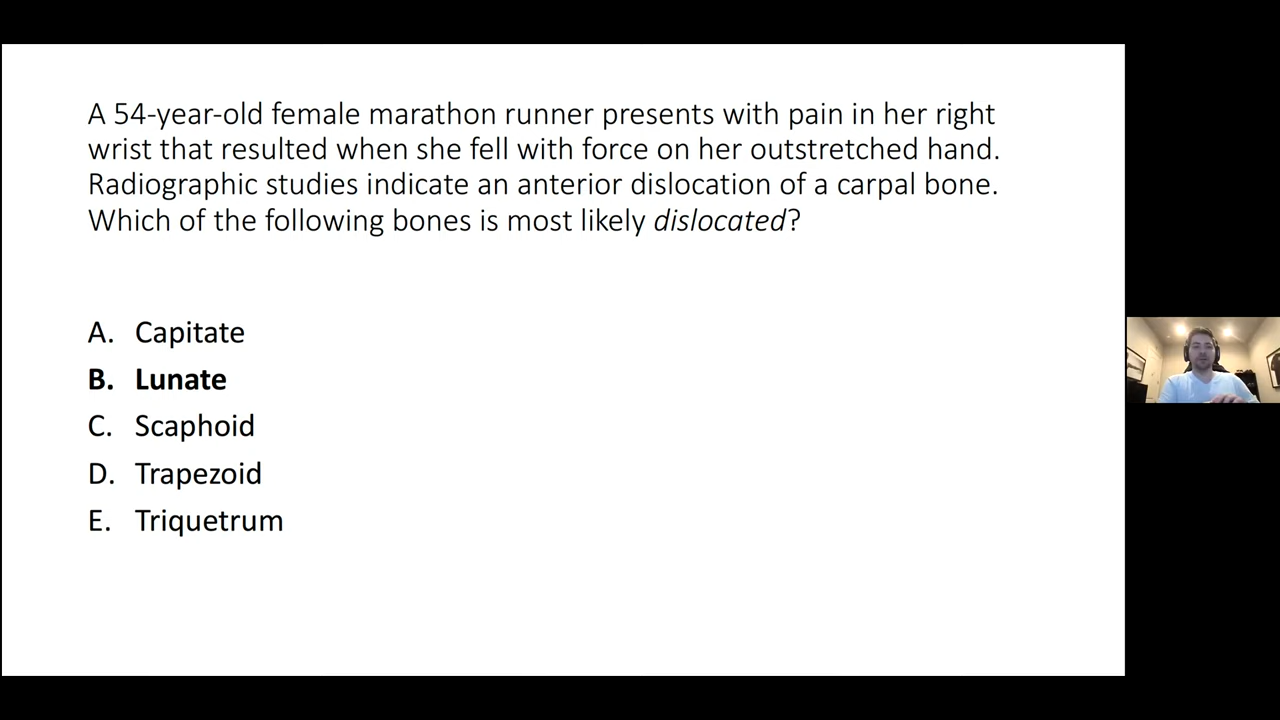 A 54-year-old female marathon runner presents with pain in her right
wrist that resulted when she fell with force on her outstretched hand.
Radiographic studies indicate an anterior dislocation of a carpal bone.
Which of the following bones is most likely dislocated?
A. Capitate
B. Lunate
C. Scaphoid
D. Trapezoid
E. Triquetrum